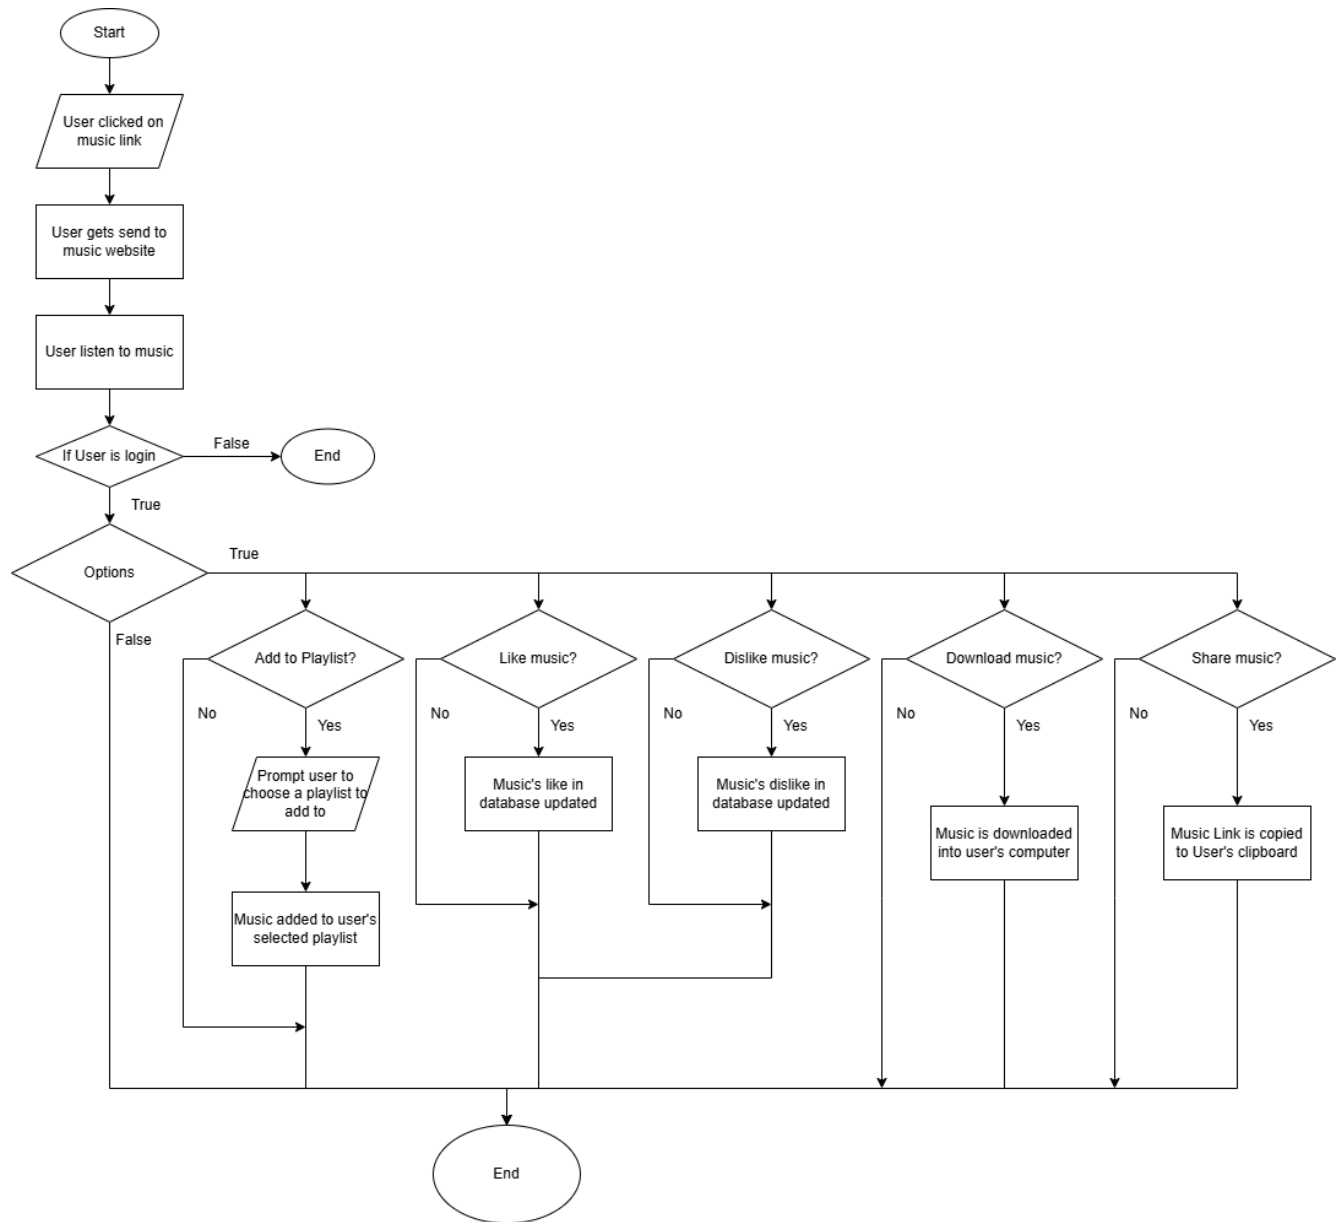 Start
User clicked on
music link
User gets send to
music website
User listen to music
If User is login
False
End
True
Options
True
False
Add to Playlist?
Like music?
Dislike music?
Download music?
Share music?
No
Yes
No
Yes
No
Yes
No
Yes
No
Yes
Prompt user to
choose a playlist to
add to
Music's like in
database updated
Music's dislike in
database updated
Music is downloaded
into user's computer
Music Link is copied
to User's clipboard
Music added to user's
selected playlist
End